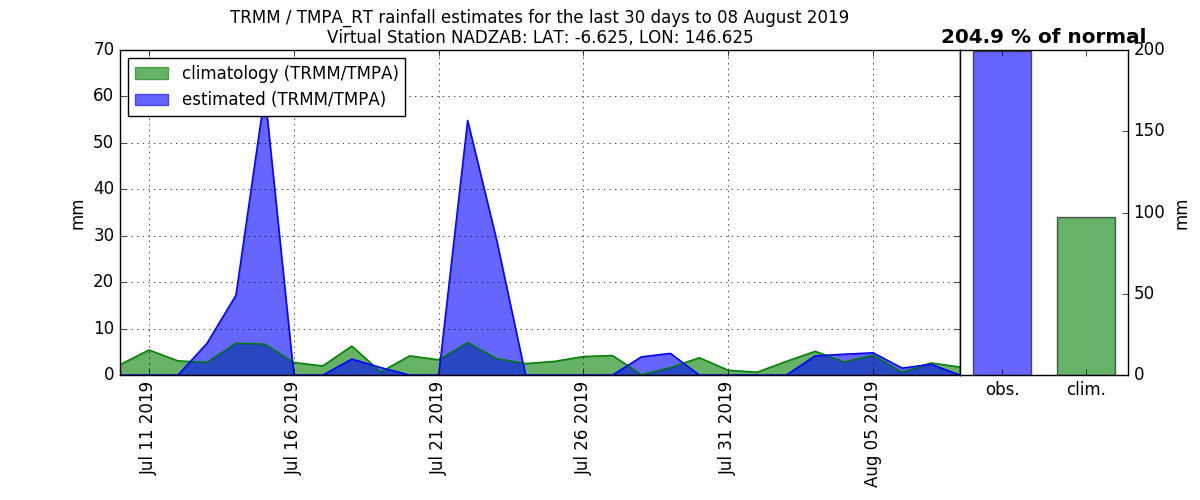 TRMM / TMPA_RT rainfall estimates for the last 30 days to 08 August 2019
Virtual Station NADZAB: LAT: -6.625, LON: 146.625
204.9 % of normal
climatology (TRMM/TMPA)
estimated (TRMM/TMPA)
70
60
50
40
30
20
10
0
mm
Jul 11 2019
Jul 16 2019
Jul 21 2019
Jul 26 2019
Jul 31 2019
Aug 05 2019
obs.
clim.
200
150
100
50
0
mm